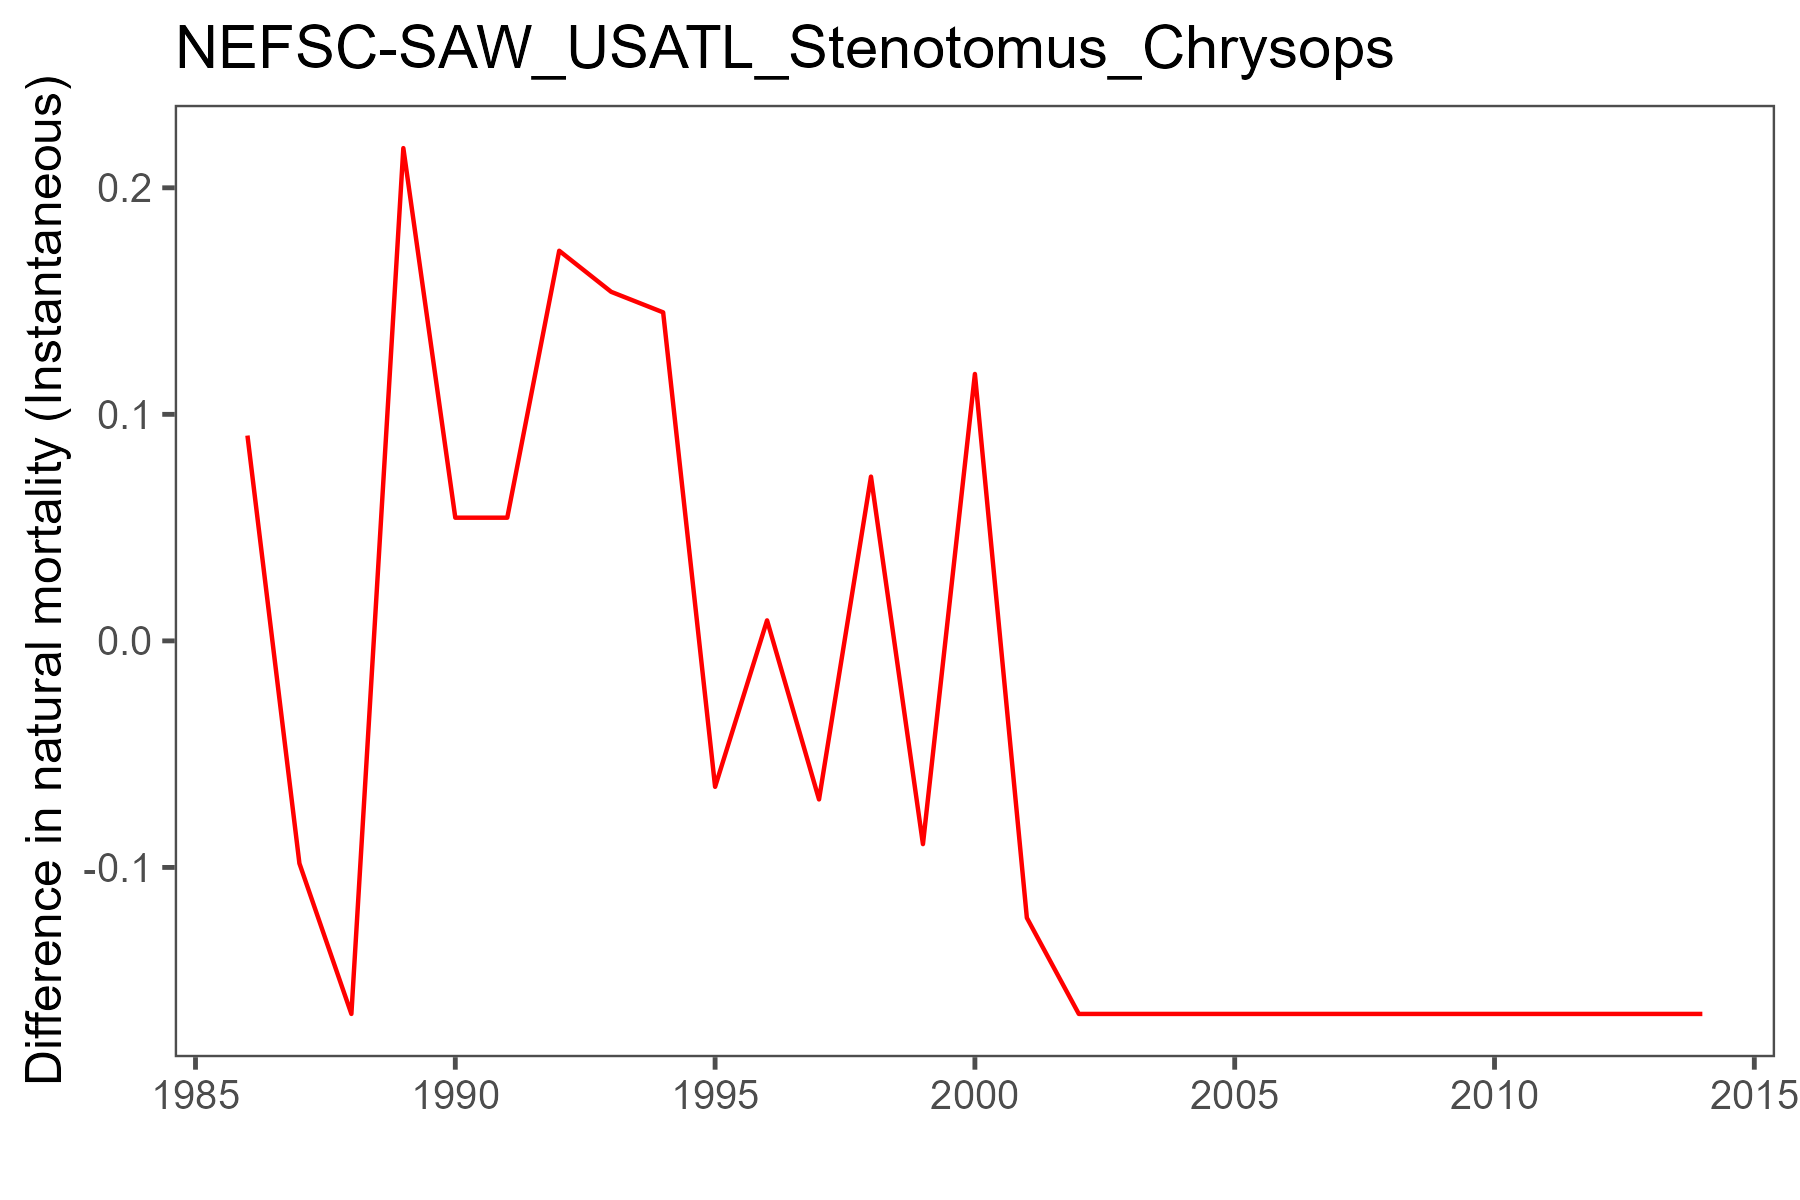 NEFSC-SAW_USATL_Stenotomus_Chrysops
Difference in natural mortality (Instantaneous)
0.2
0.1
0.0
-0.1
1985 1990 1995 2000 2005 2010 2015